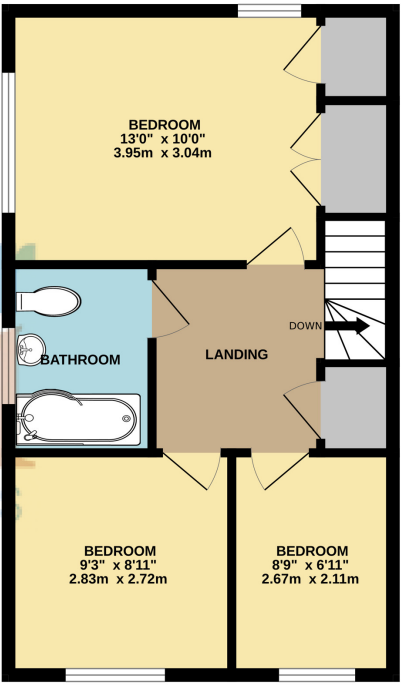 BEDROOM
13'0" x 10'0"
3.95m x 3.04m
DOWN
BATHROOM
LANDING
BEDROOM
9'3" x 8'11"
2.83m x 2.72m
BEDROOM
8'9" x 6'11"
2.67m x 2.11m